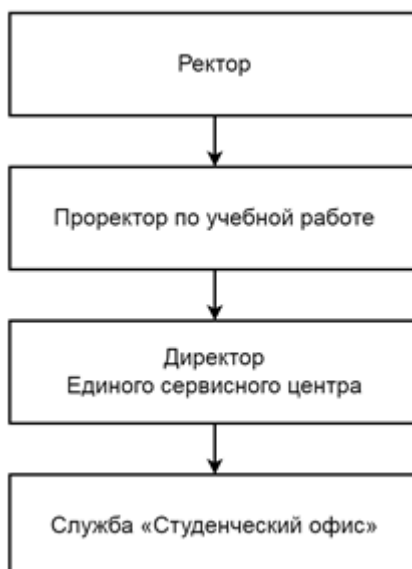 Ректор
Проректор по учебной работе
Директор
Единого сервисного центра
Служба «Студенческий офис»